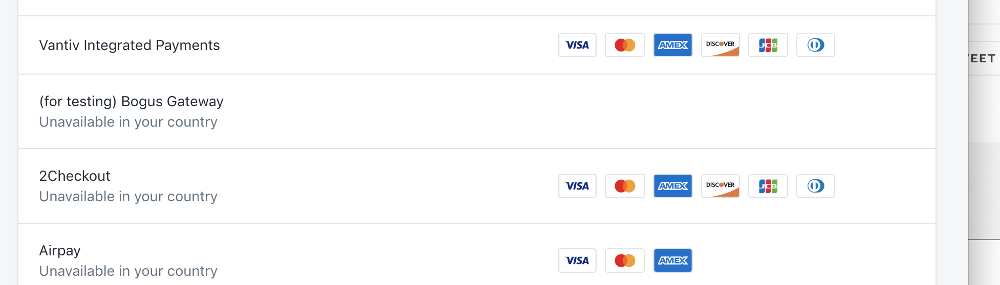 Vantiv Integrated Payments
VISA
AMEX
DISCOVER
JCB
(for testing) Bogus Gateway
Unavailable in your country
2Checkout
Unavailable in your country
VISA
AMEX
DISCOVER
JCB
Airpay
Unavailable in your country
VISA
AMEX